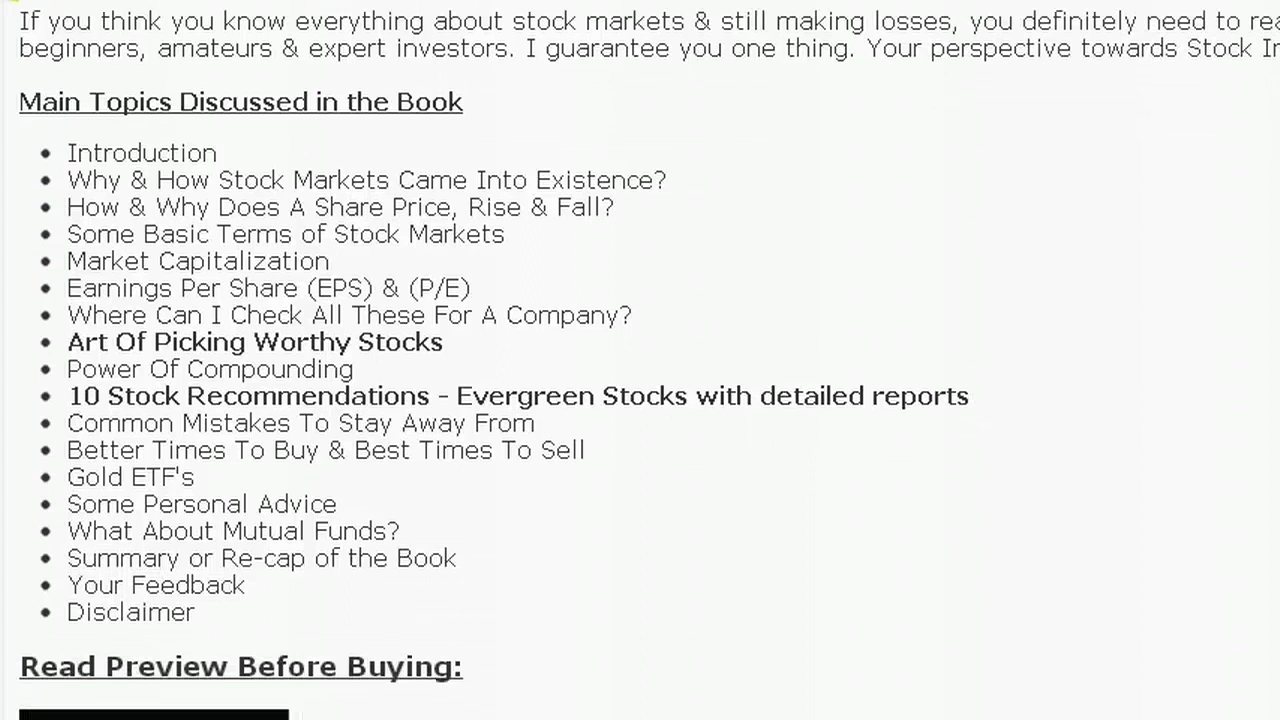 If you think you know everything about stock markets & still making losses, you definitely need to
beginners, amateurs & expert investors. I guarantee you one thing. Your perspective towards Stock
Main Topics Discussed in the Book
Introduction
Why & How Stock Markets Came Into Existence?
How & Why Does A Share Price, Rise & Fall?
Some Basic Terms of Stock Markets
Market Capitalization
Earnings Per Share (EPS) & (P/E)
Where Can I Check All These For A Company?
Art Of Picking Worthy Stocks
Power Of Compounding
10 Stock Recommendations - Evergreen Stocks with detailed reports
Common Mistakes To Stay Away From
Better Times To Buy & Best Times To Sell
Gold ETF's
Some Personal Advice
What About Mutual Funds?
Summary or Re-cap of the Book
Your Feedback
Disclaimer
Read Preview Before Buying: